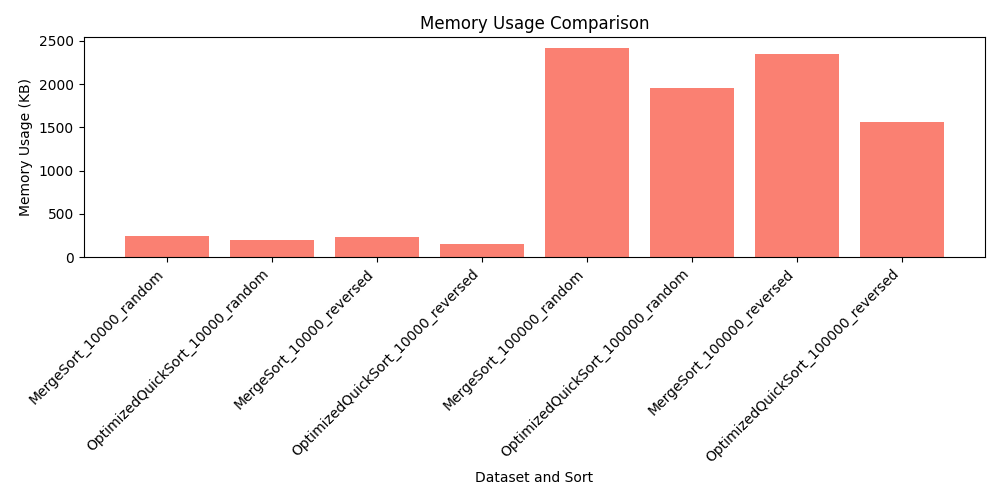 Memory Usage Comparison
Memory Usage (KB)
2500
2000
1500
1000
500
0
MergeSort_10000_random
OptimizedQuickSort_10000_random
MergeSort_10000_reversed
OptimizedQuickSort_10000_reversed
MergeSort_100000_random
OptimizedQuickSort_100000_random
MergeSort_100000_reversed
OptimizedQuickSort_100000_reversed
Dataset and Sort